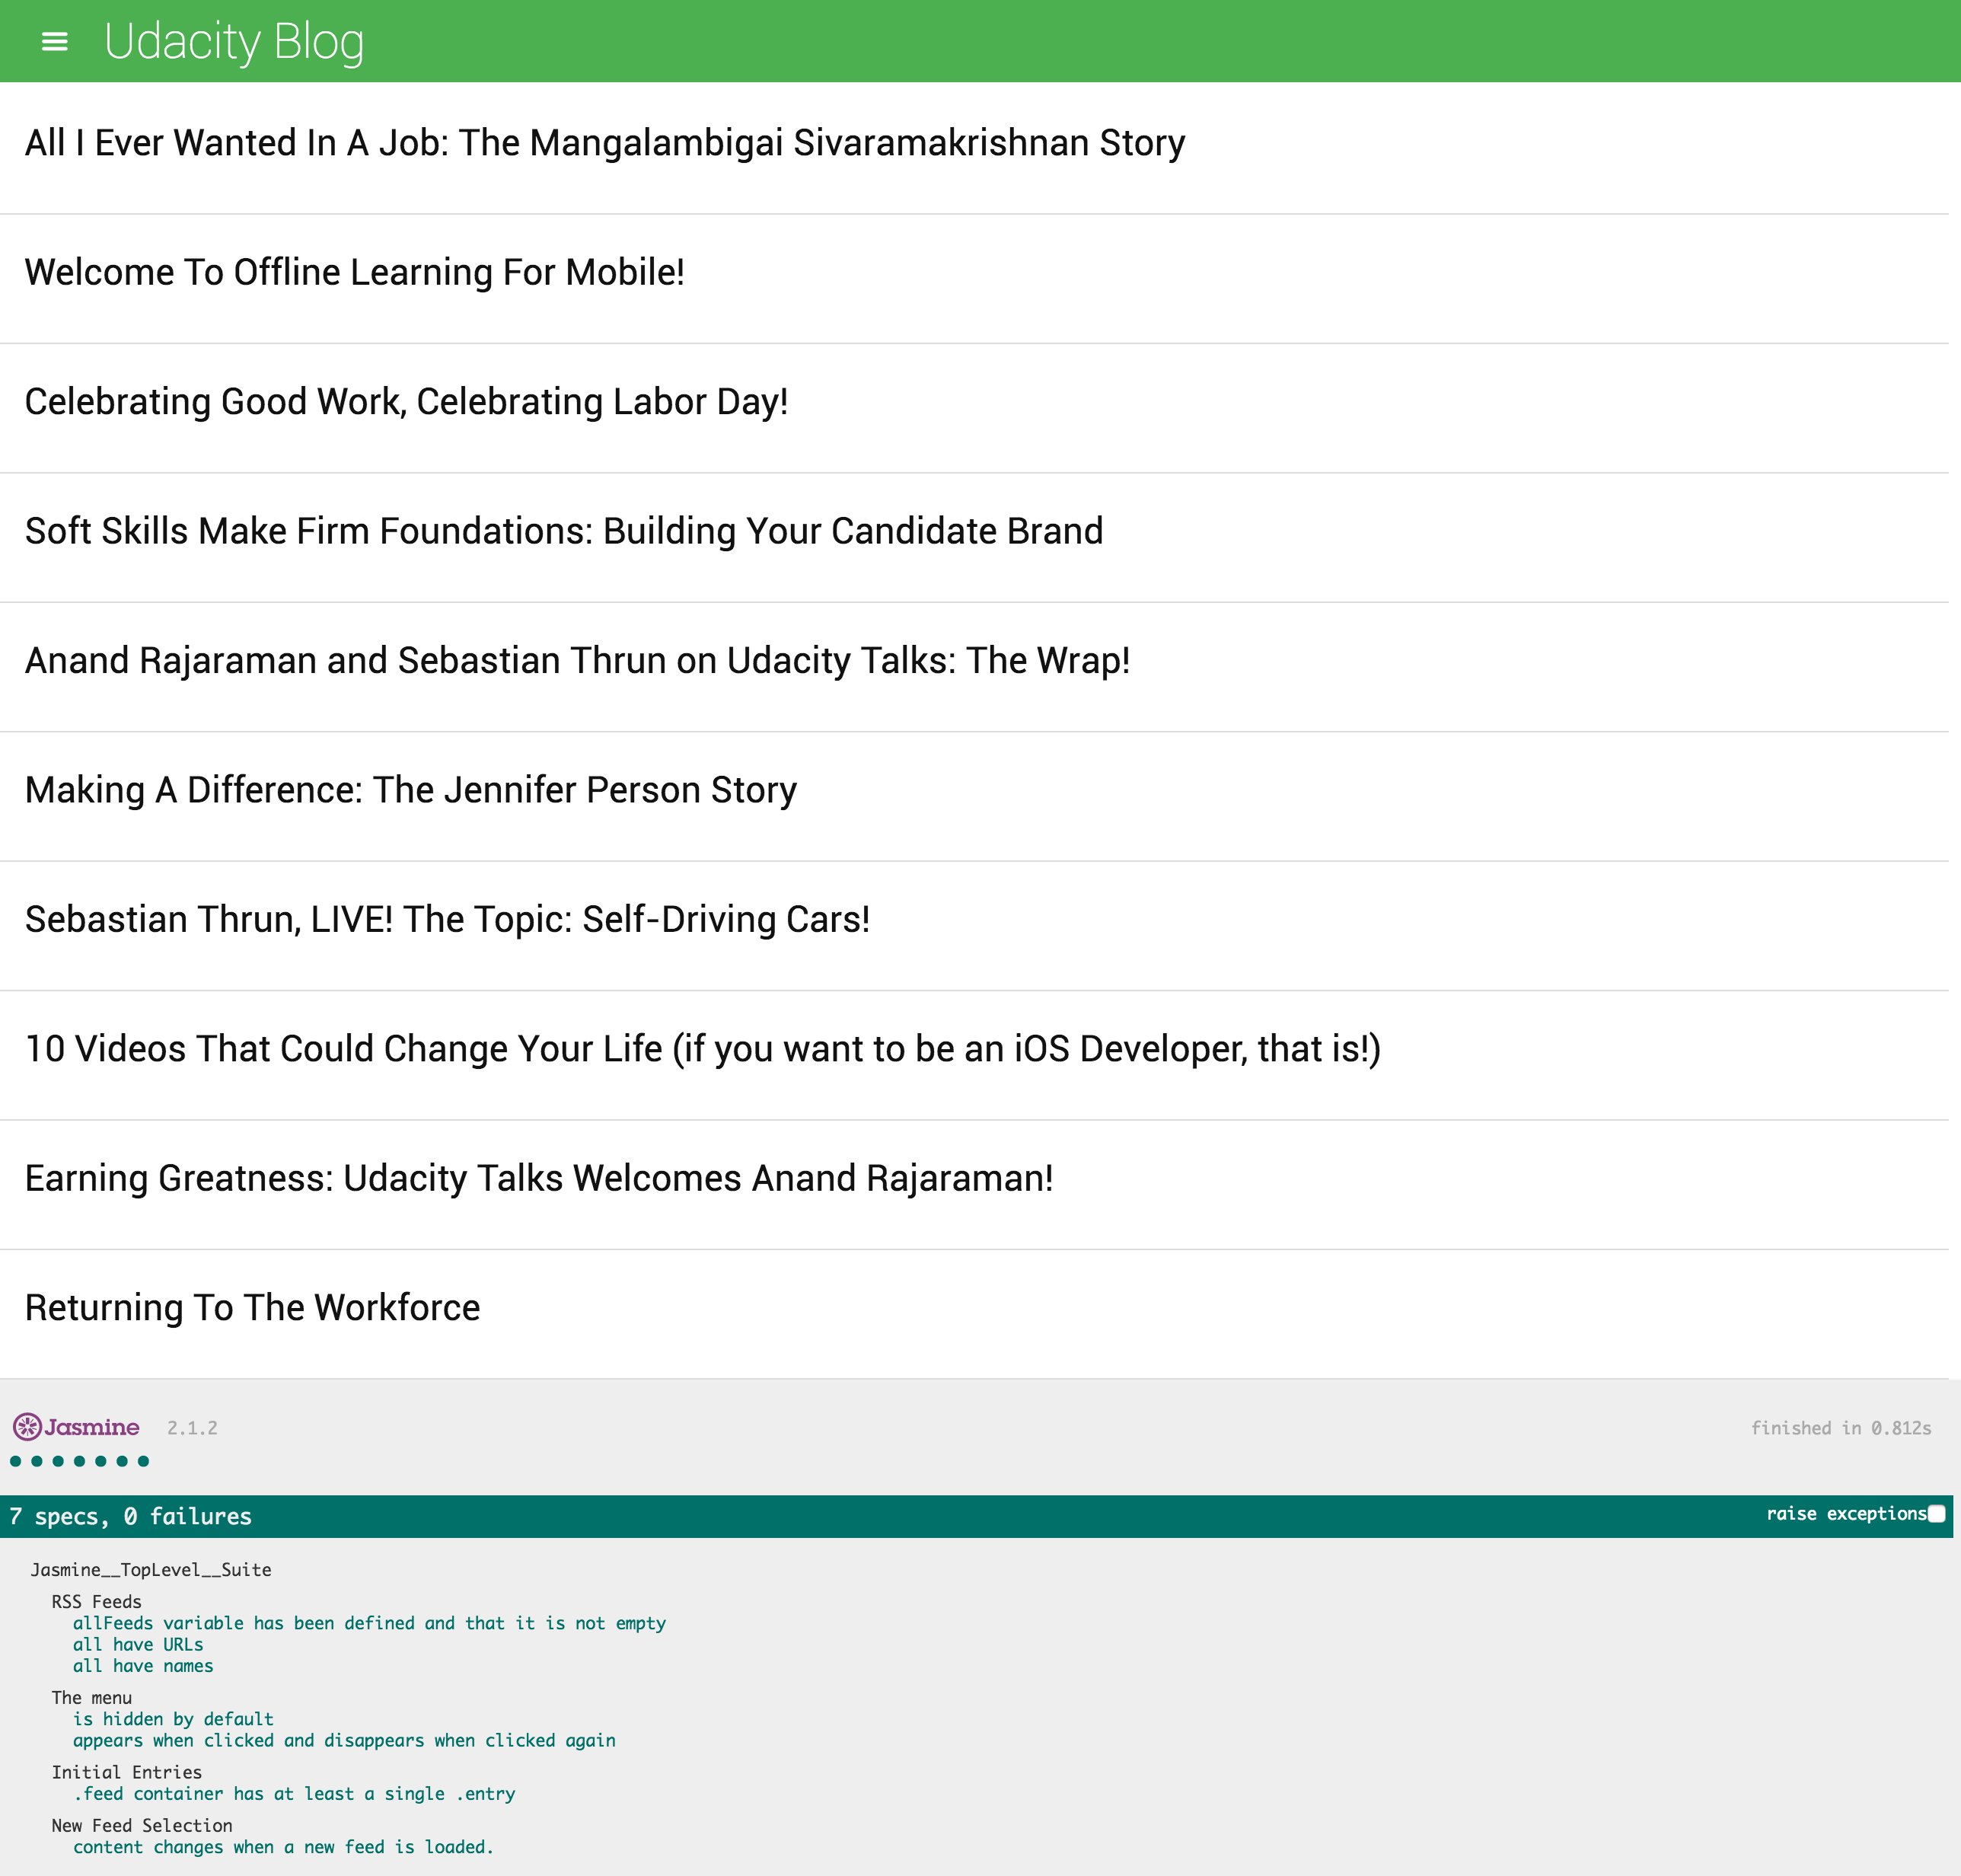 Udacity Blog
All I Ever Wanted In A Job: The Mangalambigai Sivaramakrishnan Story
Welcome To Offline Learning For Mobile!
Celebrating Good Work, Celebrating Labor Day!
Soft Skills Make Firm Foundations: Building Your Candidate Brand
Anand Rajaraman and Sebastian Thrun on Udacity Talks: The Wrap!
Making A Difference: The Jennifer Person Story
Sebastian Thrun, LIVE! The Topic: Self-Driving Cars!
10 Videos That Could Change Your Life (if you want to be an iOS Developer, that is!)
Earning Greatness: Udacity Talks Welcomes Anand Rajaraman!
Returning To The Workforce
Jasmine 2.1.2 finished in 0.812s
7 specs, 0 failures raise exceptions
Jasmine__TopLevel__Suite
RSS Feeds
allFeeds variable has been defined and that it is not empty
all have URLs
all have names
The menu
is hidden by default
appears when clicked and disappears when clicked again
Initial Entries
.feed container has at least a single .entry
New Feed Selection
content changes when a new feed is loaded.